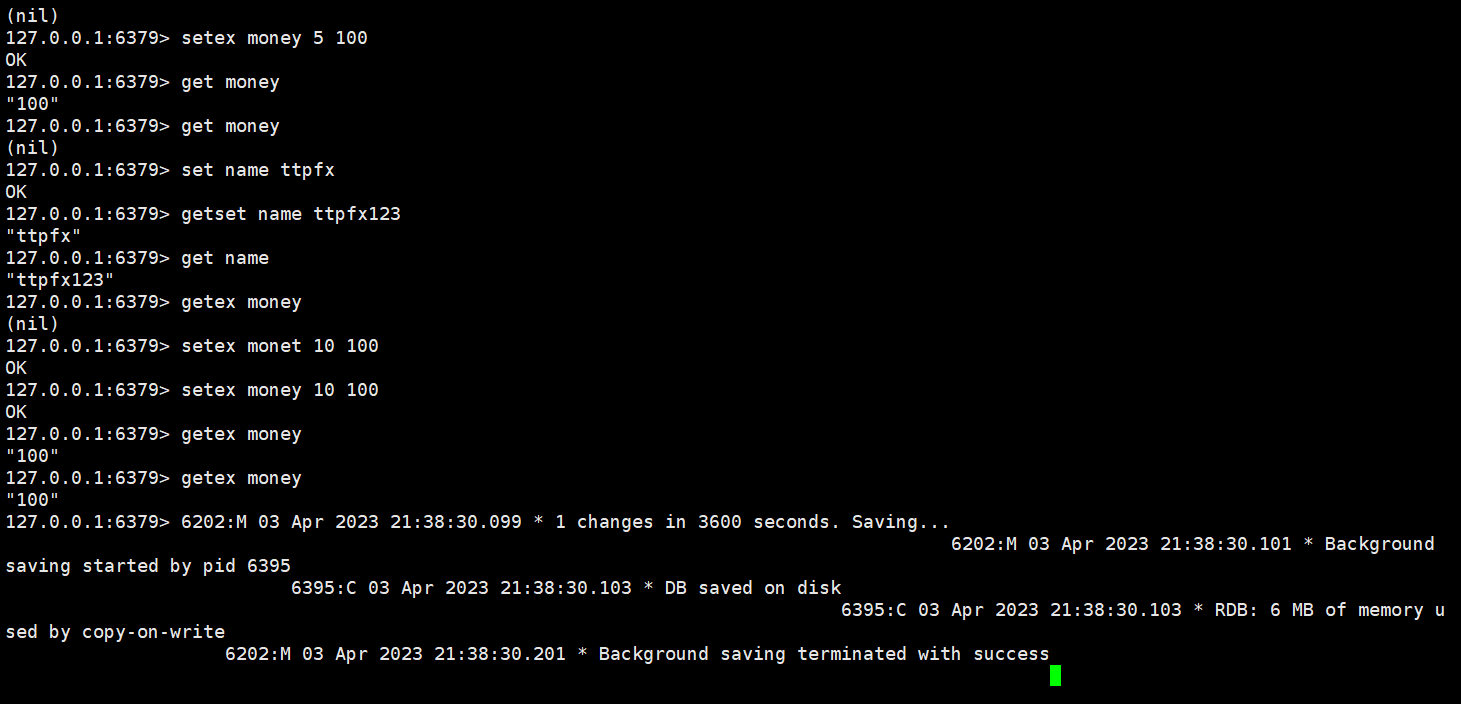 (nil)
127.0.0.1:6379> setex money 5 100
OK
127.0.0.1:6379> get money
"100"
127.0.0.1:6379> get money
(nil)
127.0.0.1:6379> set name ttpfx
OK
127.0.0.1:6379> getset name ttpfx123
"ttpfx"
127.0.0.1:6379> get name
"ttpfx123"
127.0.0.1:6379> getex money
(nil)
127.0.0.1:6379> setex monet 10 100
OK
127.0.0.1:6379> setex money 10 100
OK
127.0.0.1:6379> getex money
"100"
127.0.0.1:6379> getex money
"100"
127.0.0.1:6379> 6202:M 03 Apr 2023 21:38:30.099 * 1 changes in 3600 seconds. Saving...
6202:M 03 Apr 2023 21:38:30.101 * Background
saving started by pid 6395
6395:C 03 Apr 2023 21:38:30.103 * DB saved on disk
6395:C 03 Apr 2023 21:38:30.103 * RDB: 6 MB of memory u
sed by copy-on-write
6202:M 03 Apr 2023 21:38:30.201 * Background saving terminated with success